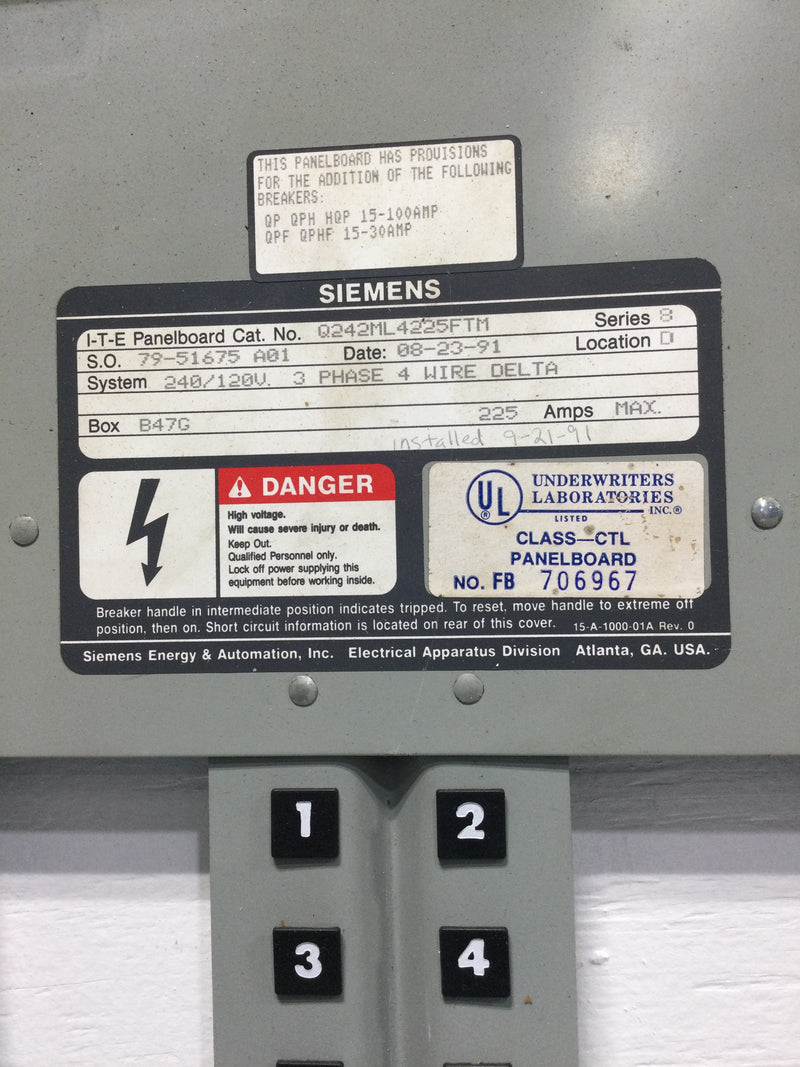 THIS PANELBOARD HAS PROVISIONS
FOR THE ADDITION OF THE FOLLOWING
BREAKERS:
QP QPH HQP 15-100AMP
QPF QPHF 15-30AMP
SIEMENS
I-T-E Panelboard Cat. No. Q242ML4225FTM Series 8
S.O. 79-51675 A01 Date: 08-23-91 Location D
System 240/120V. 3 PHASE 4 WIRE DELTA
Box B47G 225 Amps MAX.
installed 9-21-91
DANGER
High voltage.
Will cause severe injury or death.
Keep Out.
Qualified Personnel only.
Lock off power supplying this
equipment before working inside.
UL ®
UNDERWRITERS
LABORATORIES
INC.®
LISTED
CLASS—CTL
PANELBOARD
NO. FB 706967
Breaker handle in intermediate position indicates tripped. To reset, move handle to extreme off
position, then on. Short circuit information is located on rear of this cover. 15-A-1000-01A Rev. 0
Siemens Energy & Automation, Inc. Electrical Apparatus Division Atlanta, GA. USA.
1 2
3 4